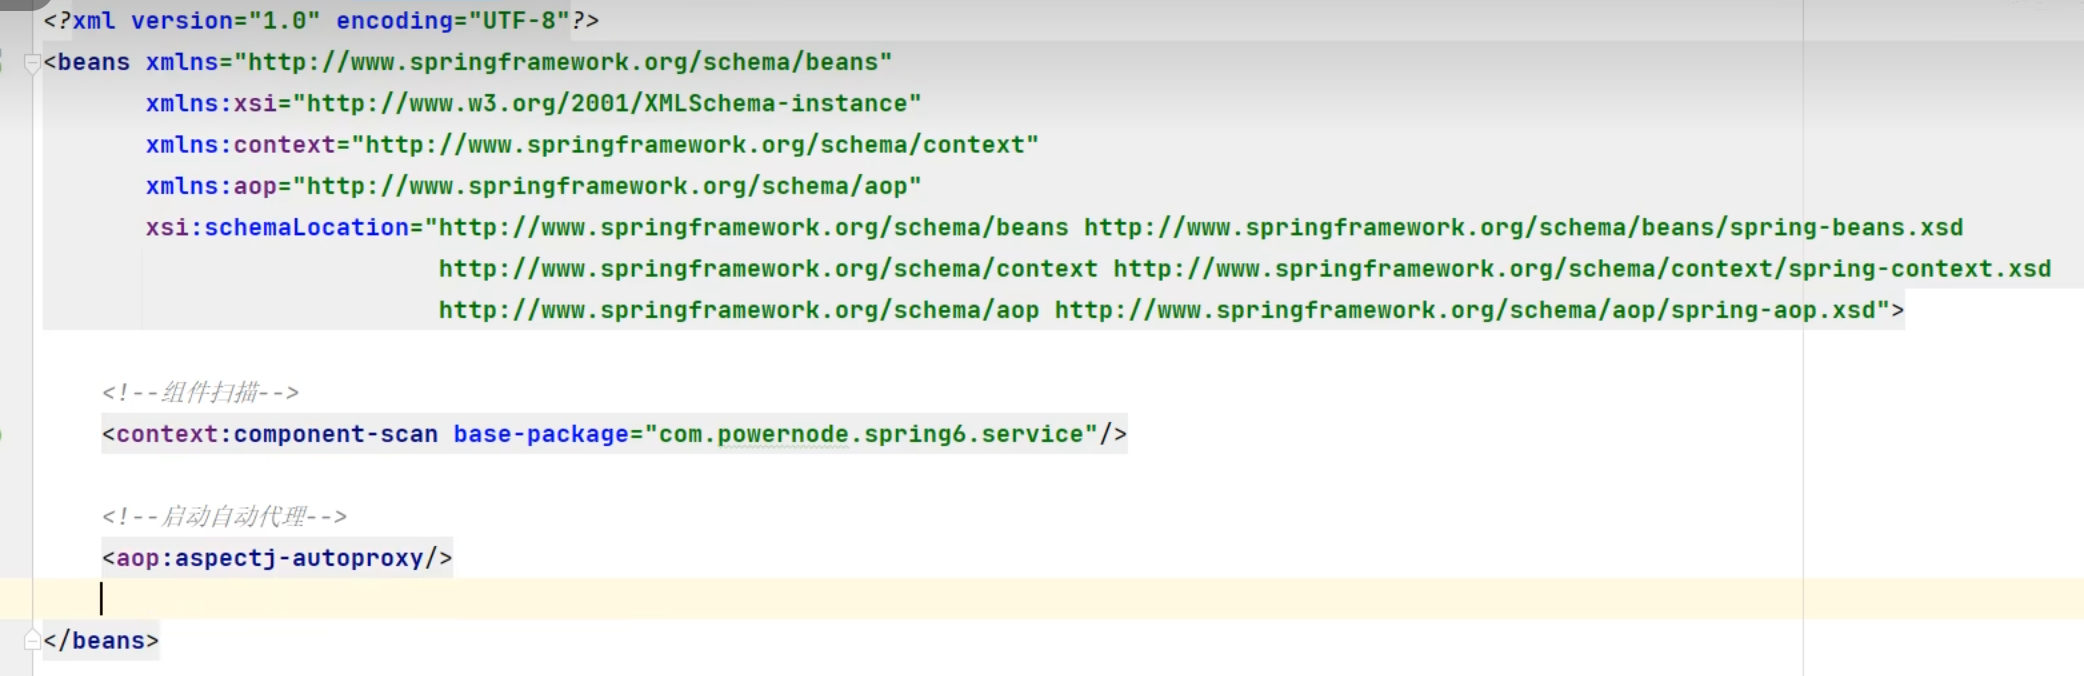 <?xml version="1.0" encoding="UTF-8"?>
<beans xmlns="http://www.springframework.org/schema/beans"
       xmlns:xsi="http://www.w3.org/2001/XMLSchema-instance"
       xmlns:context="http://www.springframework.org/schema/context"
       xmlns:aop="http://www.springframework.org/schema/aop"
       xsi:schemaLocation="http://www.springframework.org/schema/beans http://www.springframework.org/schema/beans/spring-beans.xsd
                           http://www.springframework.org/schema/context http://www.springframework.org/schema/context/spring-context.xsd
                           http://www.springframework.org/schema/aop http://www.springframework.org/schema/aop/spring-aop.xsd">
    <!--组件扫描-->
    <context:component-scan base-package="com.powernode.spring6.service"/>
    <!--启动自动代理-->
    <aop:aspectj-autoproxy/>
</beans>